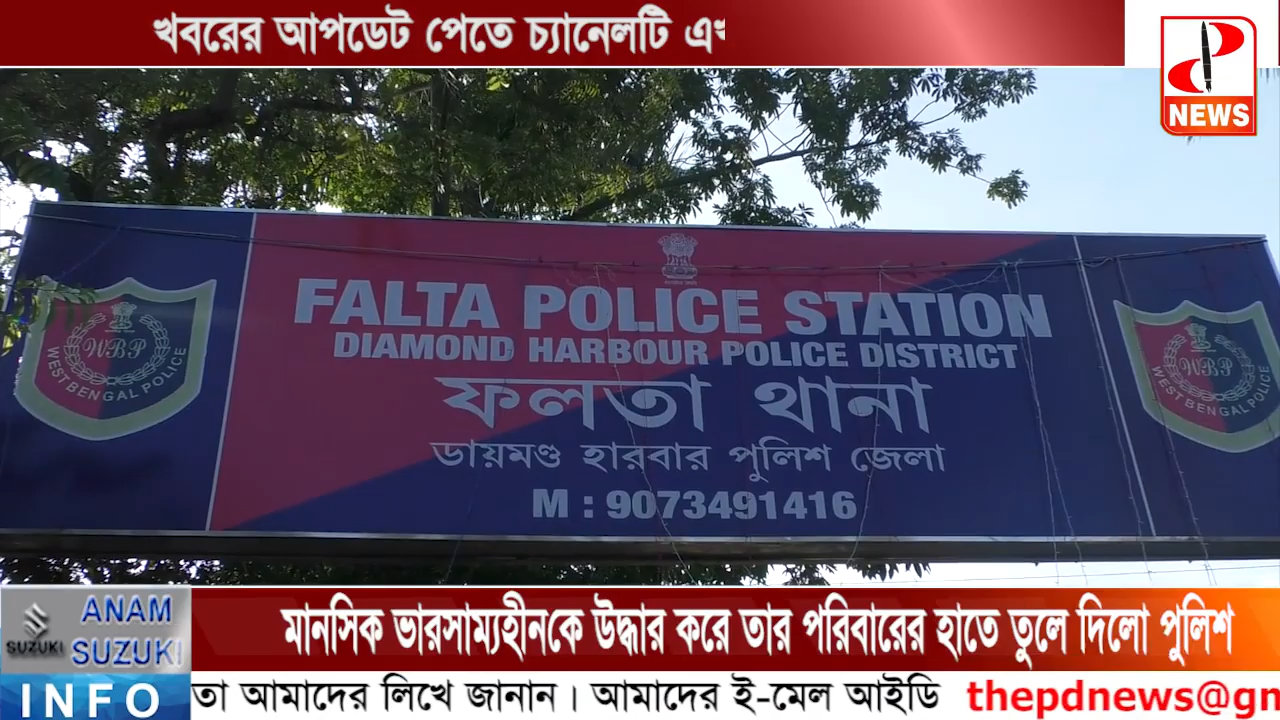 খবরের আপডেট পেতে চ্যানেলটি
P
NEWS
FALTA POLICE STATION
DIAMOND HARBOUR POLICE DISTRICT
ফলতা থানা
ডায়মণ্ড হারবার পুলিশ জেলা
M : 9073491416
WBP
WEST BENGAL POLICE
WBP
WEST BENGAL POLICE
ANAM
SUZUKI
SUZUKI
মানসিক ভারসাম্যহীনকে উদ্ধার করে তার পরিবারের হাতে তুলে দিলো পুলিশ
INFO
তা আমাদের লিখে জানান। আমাদের ই-মেল আইডি thepdnews@gn